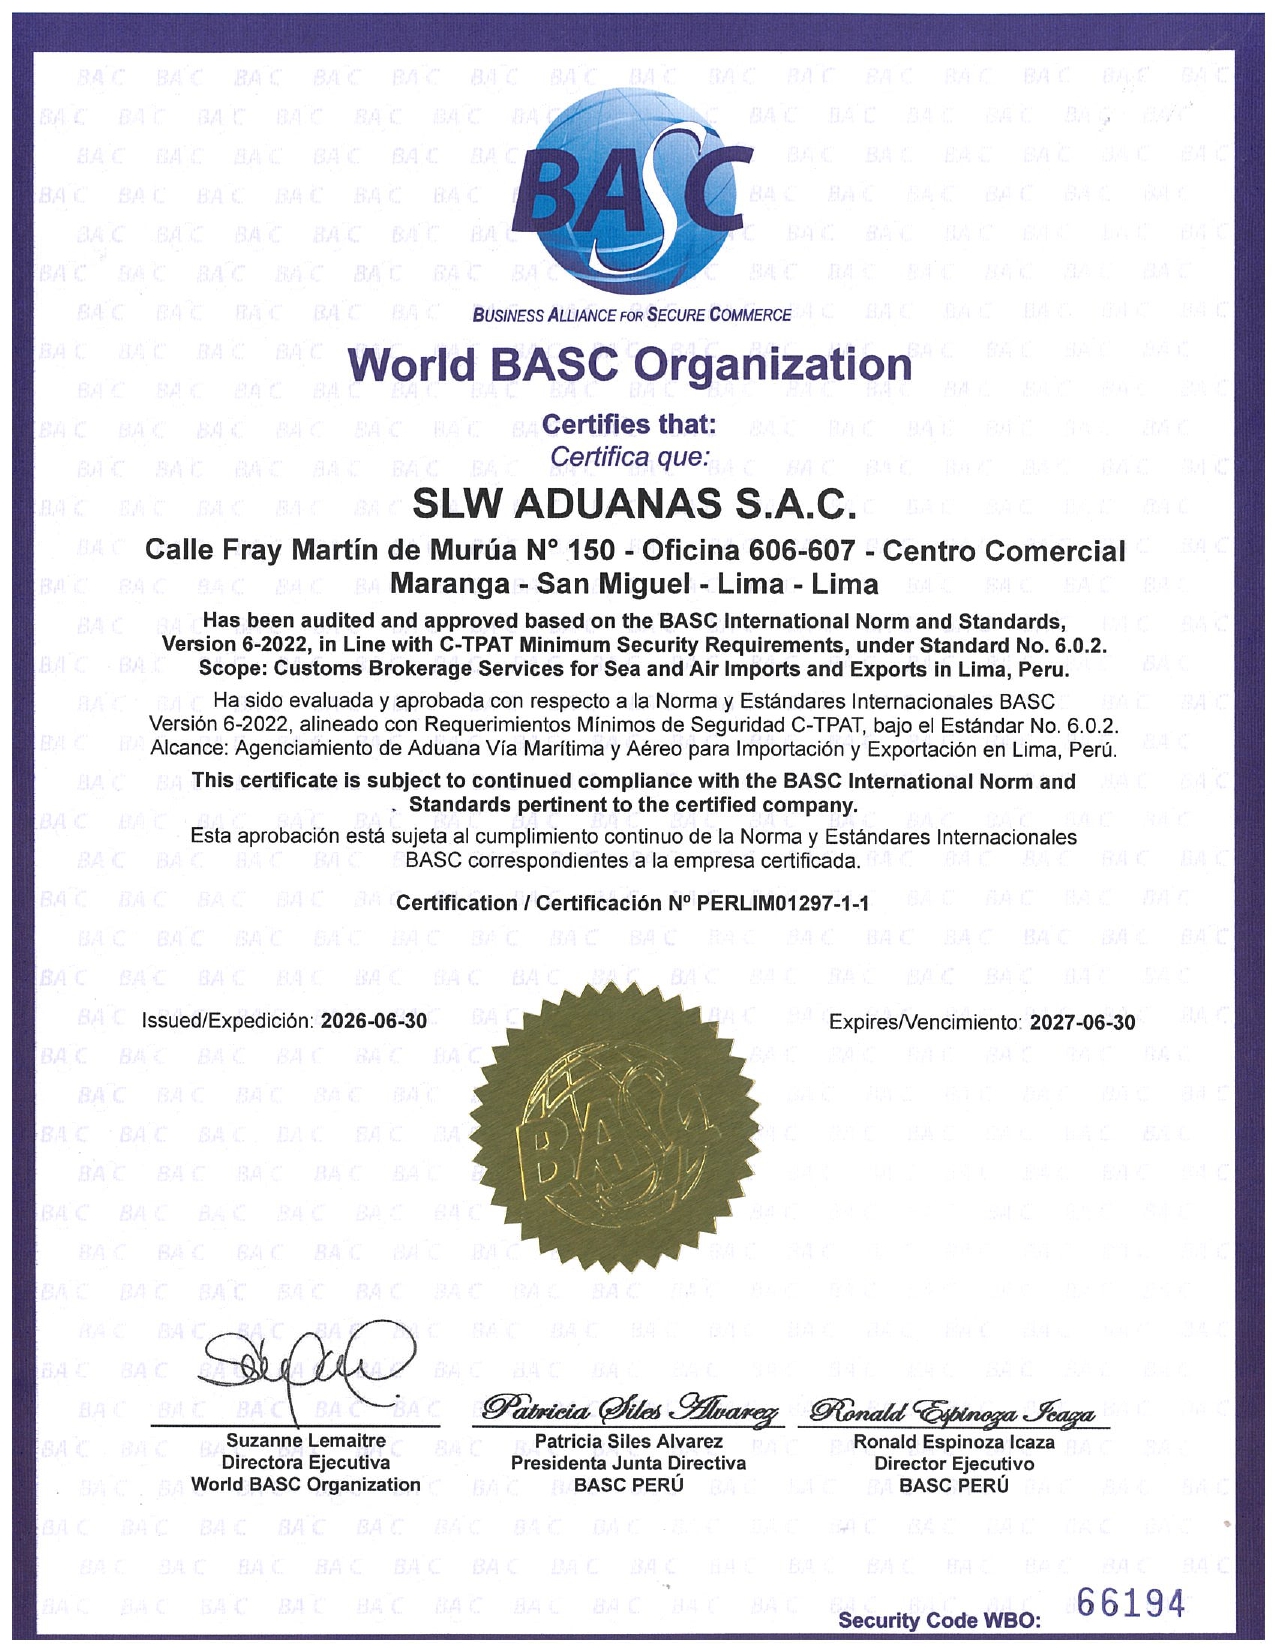 BASC
BUSINESS ALLIANCE FOR SECURE COMMERCE
World BASC Organization
Certifies that:
Certifica que:
SLW ADUANAS S.A.C.
Calle Fray Martín de Murúa N° 150 - Oficina 606-607 - Centro Comercial
Maranga - San Miguel - Lima - Lima
Has been audited and approved based on the BASC International Norm and Standards,
Version 6-2022, in Line with C-TPAT Minimum Security Requirements, under Standard No. 6.0.2.
Scope: Customs Brokerage Services for Sea and Air Imports and Exports in Lima, Peru.
Ha sido evaluada y aprobada con respecto a la Norma y Estándares Internacionales BASC
Versión 6-2022, alineado con Requerimientos Mínimos de Seguridad C-TPAT, bajo el Estándar No. 6.0.2.
Alcance: Agenciamiento de Aduana Vía Marítima y Aéreo para Importación y Exportación en Lima, Perú.
This certificate is subject to continued compliance with the BASC International Norm and
Standards pertinent to the certified company.
Esta aprobación está sujeta al cumplimiento continuo de la Norma y Estándares Internacionales
BASC correspondientes a la empresa certificada.
Certification / Certificación Nº PERLIM01297-1-1
Issued/Expedición: 2026-06-30
Expires/Vencimiento: 2027-06-30
BASC
Patricia Siles Alvarez
Ronald Espinoza Icaza
Suzanne Lemaitre
Directora Ejecutiva
World BASC Organization
Patricia Siles Alvarez
Presidenta Junta Directiva
BASC PERÚ
Ronald Espinoza Icaza
Director Ejecutivo
BASC PERÚ
Security Code WBO: 66194